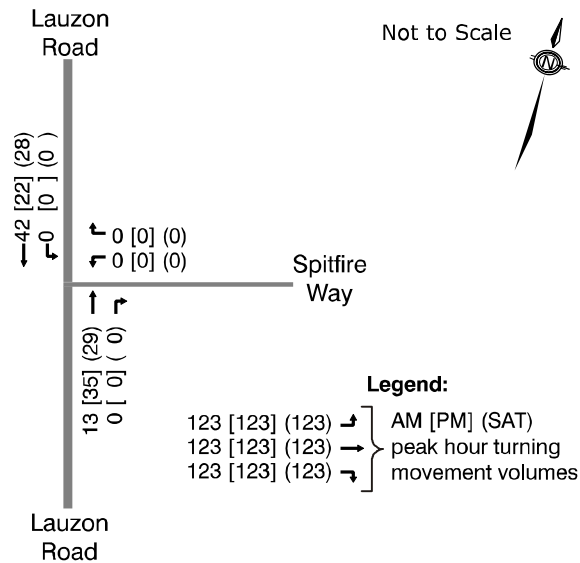 Lauzon
Road
Not to Scale
N
42 [22] (28)
0 [0 ] (0 )
0 [0] (0)
0 [0] (0)
Spitfire
Way
13 [35] (29)
0 [ 0] ( 0)
Legend:
123 [123] (123)
123 [123] (123)
123 [123] (123)
AM [PM] (SAT)
peak hour turning
movement volumes
Lauzon
Road